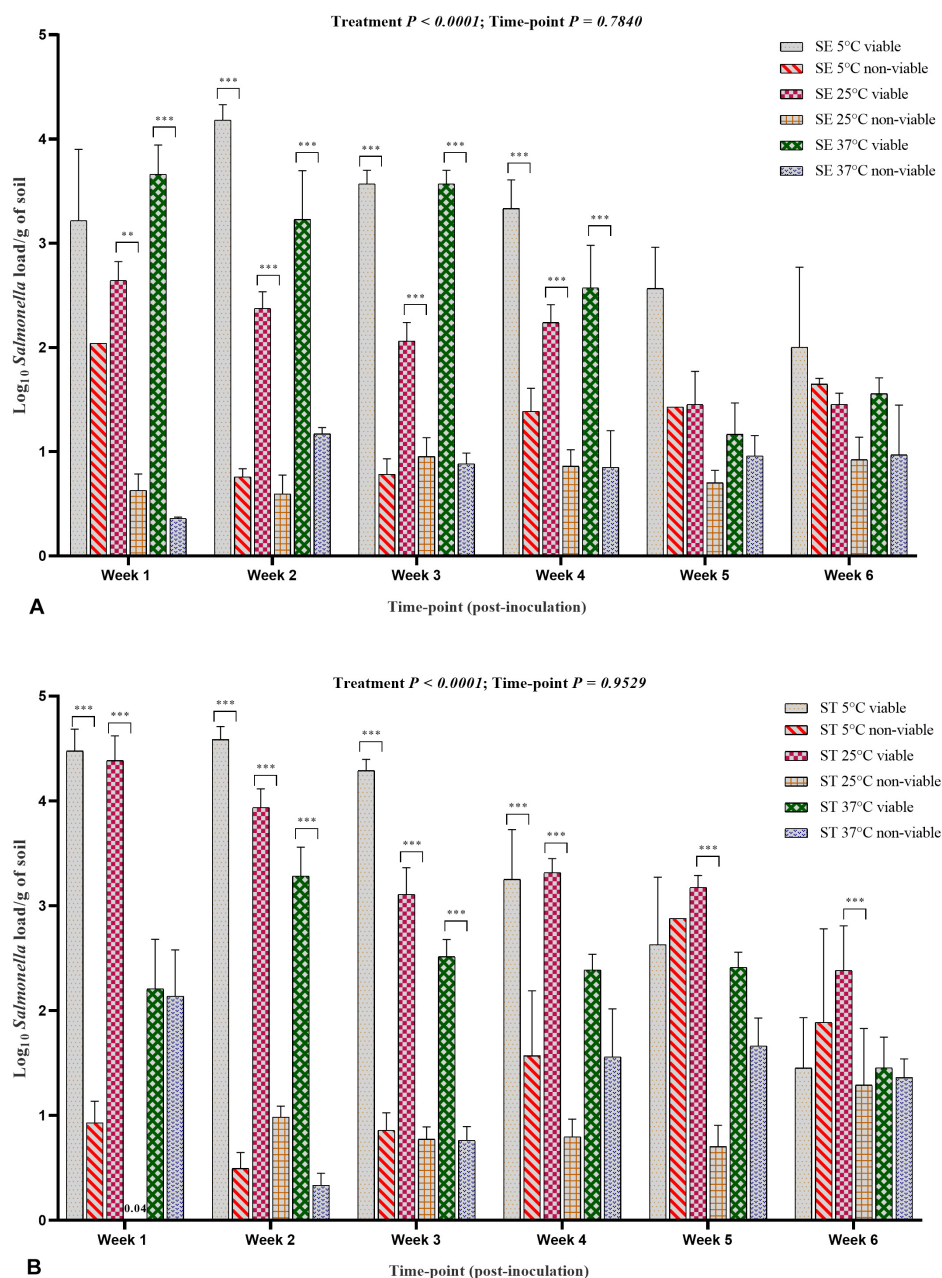 Treatment P < 0.0001; Time-point P = 0.7840
5
4
3
2
1
0
Log10 Salmonella load/g of soil
SE 5°C viable
SE 5°C non-viable
SE 25°C viable
SE 25°C non-viable
SE 37°C viable
SE 37°C non-viable
***
**
***
***
***
***
***
***
***
***
***
***
Week 1
Week 2
Week 3
Week 4
Week 5
Week 6
A
Time-point (post-inoculation)
Treatment P < 0.0001; Time-point P = 0.9529
5
4
3
2
1
0
Log10 Salmonella load/g of soil
ST 5°C viable
ST 5°C non-viable
ST 25°C viable
ST 25°C non-viable
ST 37°C viable
ST 37°C non-viable
***
***
***
***
***
***
***
***
***
***
***
***
0.04
Week 1
Week 2
Week 3
Week 4
Week 5
Week 6
B
Time-point (post-inoculation)